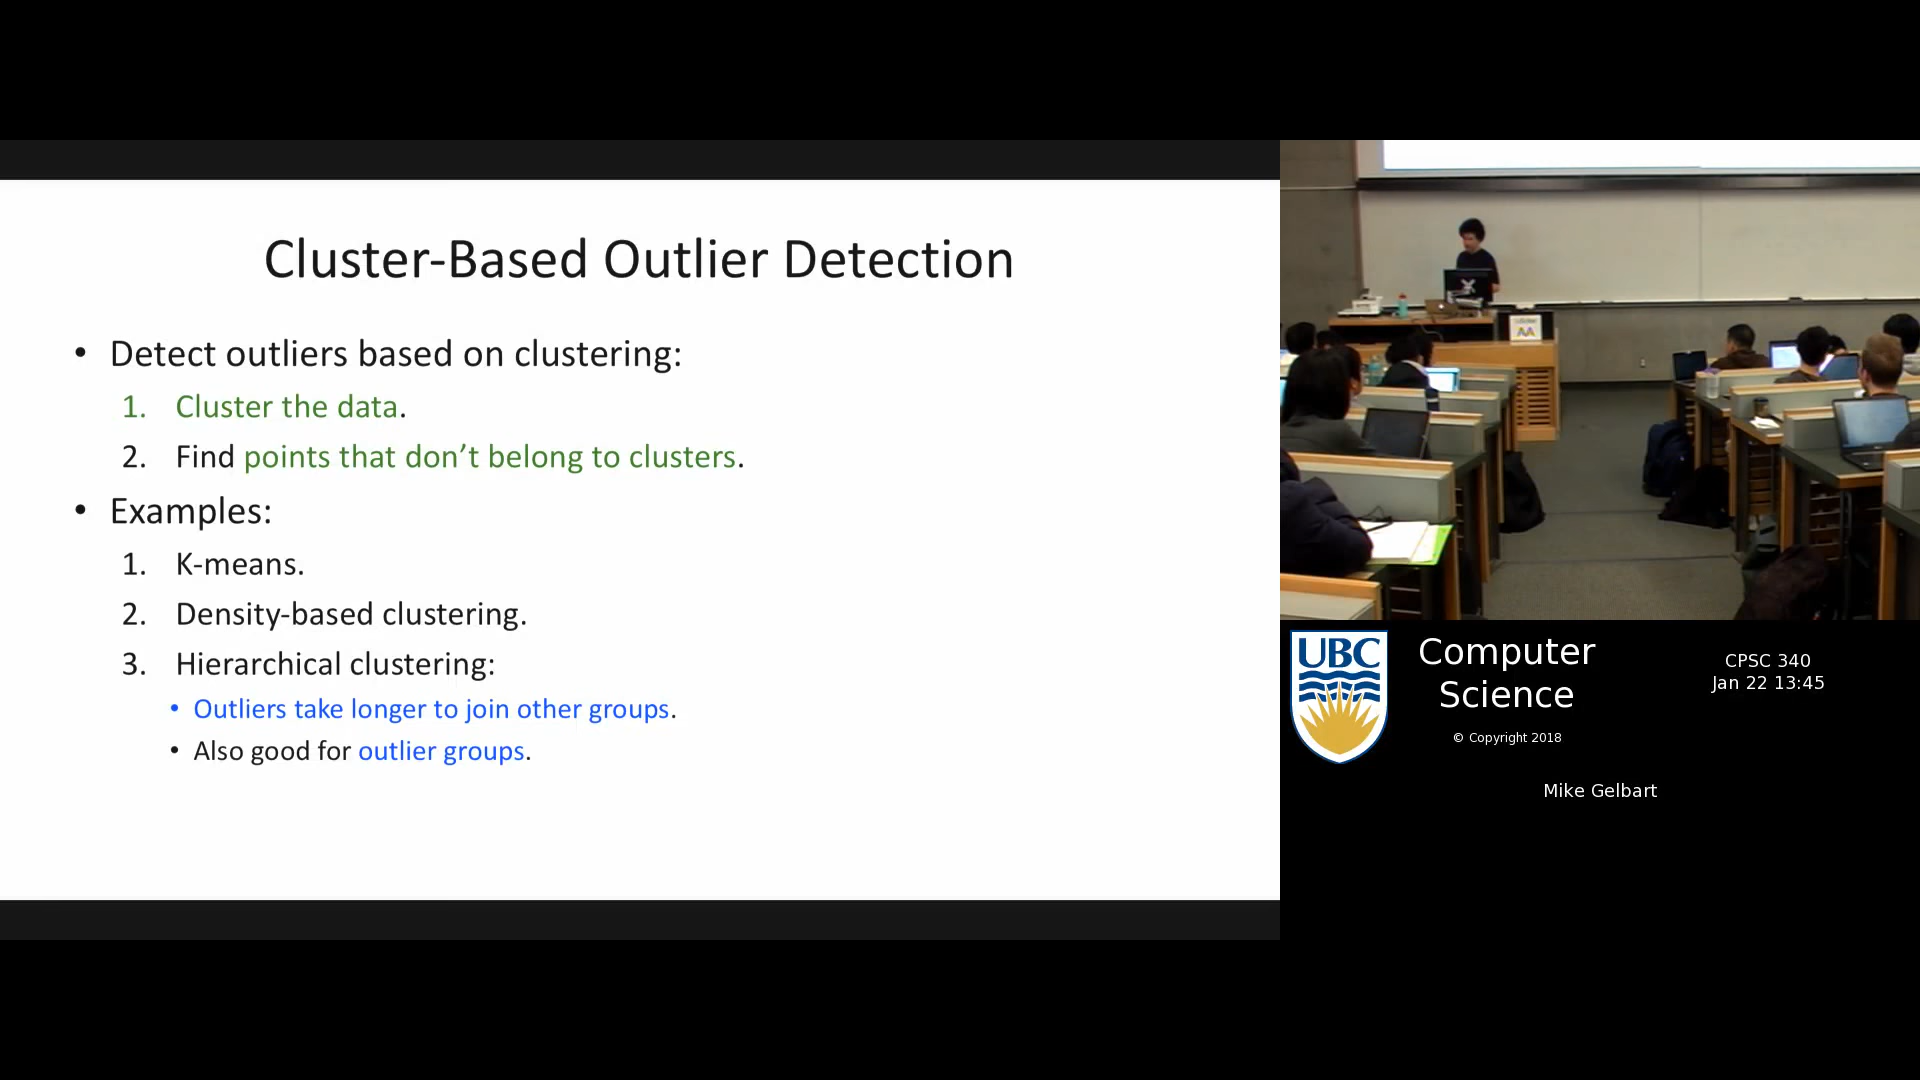 Cluster-Based Outlier Detection
• Detect outliers based on clustering:
1. Cluster the data.
2. Find points that don’t belong to clusters.
• Examples:
1. K-means.
2. Density-based clustering.
3. Hierarchical clustering:
• Outliers take longer to join other groups.
• Also good for outlier groups.
UBC
Computer
Science
© Copyright 2018
CPSC 340
Jan 22 13:45
Mike Gelbart